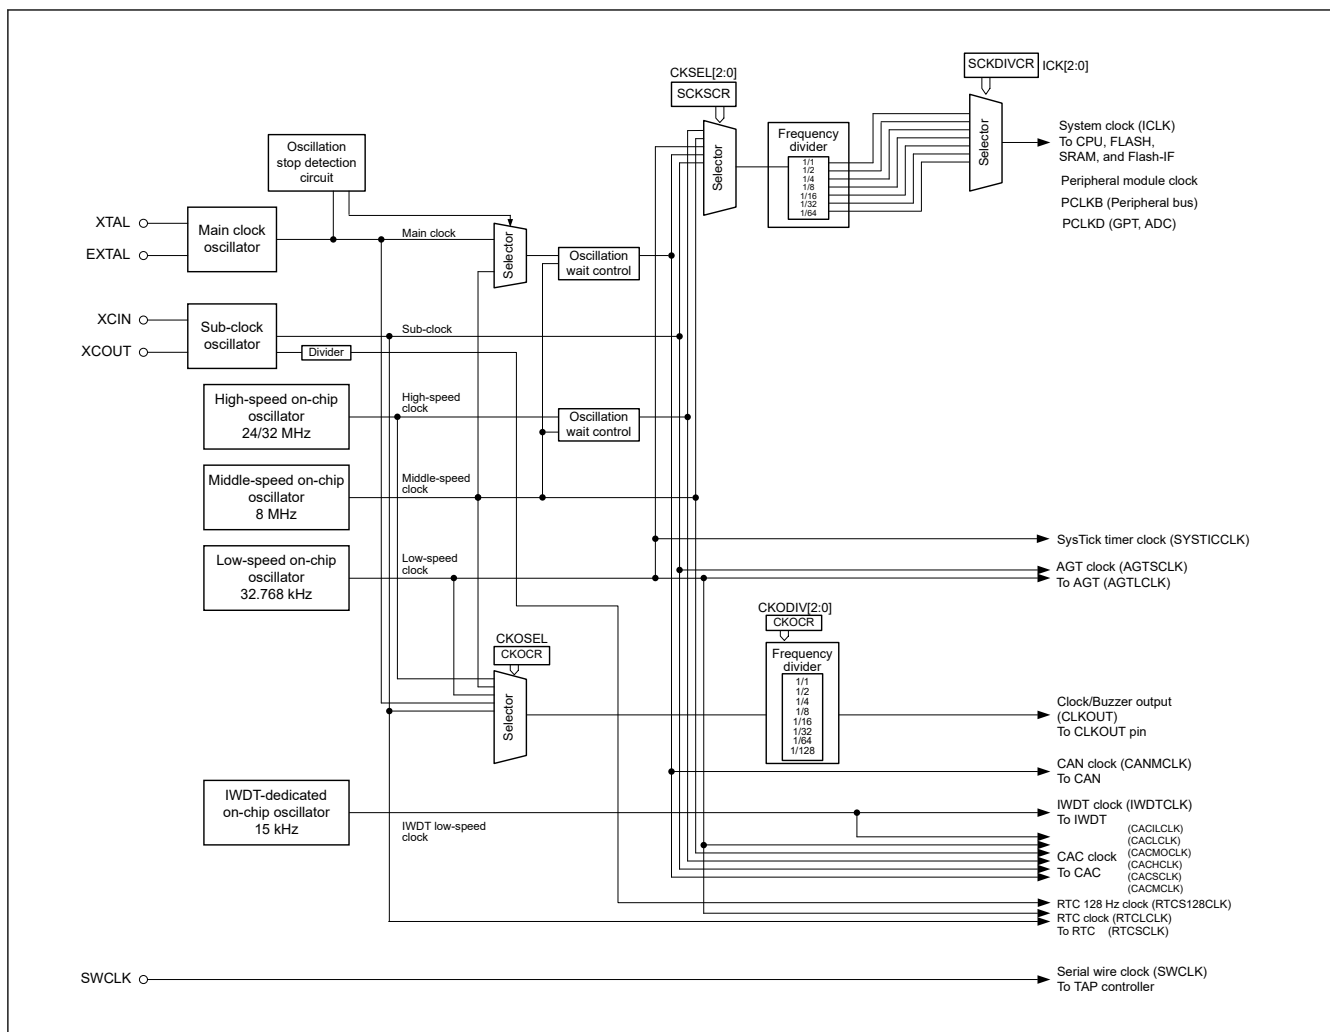 CKSEL[2:0]
SCKSCR
SCKDIVCR
ICK[2:0]
Selector
Frequency
divider
1/1
1/2
1/4
1/8
1/16
1/32
1/64
Selector
System clock (ICLK)
To CPU, FLASH,
SRAM, and Flash-IF
Peripheral module clock
PCLKB (Peripheral bus)
PCLKD (GPT, ADC)
Oscillation
stop detection
circuit
XTAL
EXTAL
Main clock
oscillator
Main clock
Selector
Oscillation
wait control
XCIN
XCOUT
Sub-clock
oscillator
Sub-clock
Divider
High-speed on-chip
oscillator
24/32 MHz
High-speed
clock
Oscillation
wait control
Middle-speed on-chip
oscillator
8 MHz
Middle-speed
clock
Low-speed on-chip
oscillator
32.768 kHz
Low-speed
clock
SysTick timer clock (SYSTICCLK)
AGT clock (AGTSCLK)
To AGT (AGTLCLK)
CKOSEL
CKOCR
Selector
CKODIV[2:0]
CKOCR
Frequency
divider
1/1
1/2
1/4
1/8
1/16
1/32
1/64
1/128
Clock/Buzzer output
(CLKOUT)
To CLKOUT pin
CAN clock (CANMCLK)
To CAN
IWDT-dedicated
on-chip oscillator
15 kHz
IWDT low-speed
clock
IWDT clock (IWDTCLK)
To IWDT
CAC clock
To CAC
(CACILCLK)
(CACLCLK)
(CACMOCLK)
(CACHCLK)
(CACSCLK)
(CACMCLK)
RTC 128 Hz clock (RTCS128CLK)
RTC clock (RTCLCLK)
To RTC (RTCSCLK)
SWCLK
Serial wire clock (SWCLK)
To TAP controller